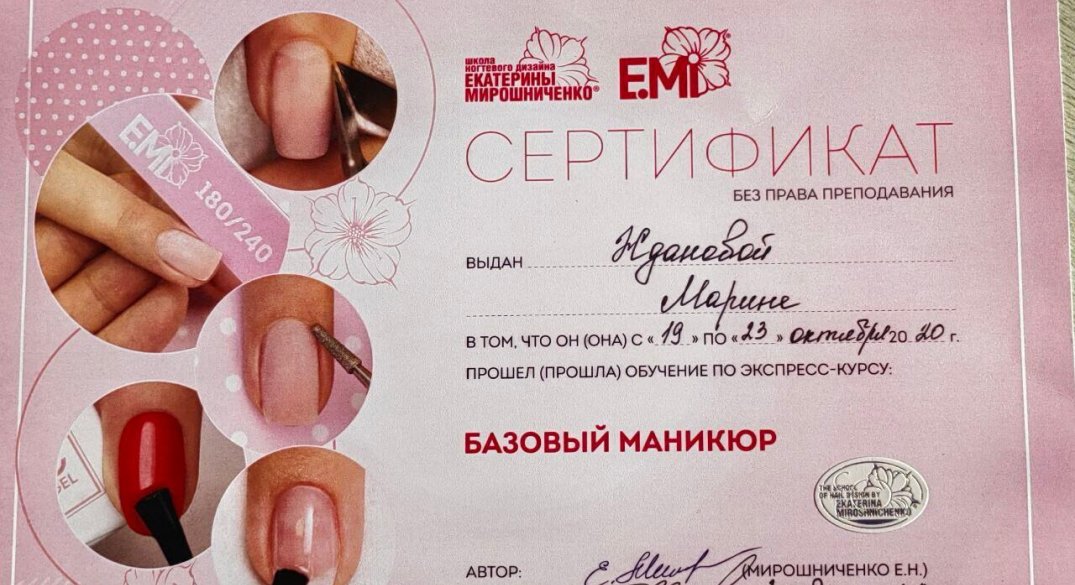 E.MI
180/240
GEL
школа
ногтевого дизайна
ЕКАТЕРИНЫ
МИРОШНИЧЕНКО®
E.MI®
СЕРТИФИКАТ
БЕЗ ПРАВА ПРЕПОДАВАНИЯ
ВЫДАН Ждановой
Марине
В ТОМ, ЧТО ОН (ОНА) С «19» ПО «23» октября 2020 г.
ПРОШЕЛ (ПРОШЛА) ОБУЧЕНИЕ ПО ЭКСПРЕСС-КУРСУ:
БАЗОВЫЙ МАНИКЮР
THE SCHOOL
OF NAIL DESIGN BY
EKATERINA
MIROSHNICHENKO®
АВТОР: (МИРОШНИЧЕНКО Е.Н.)